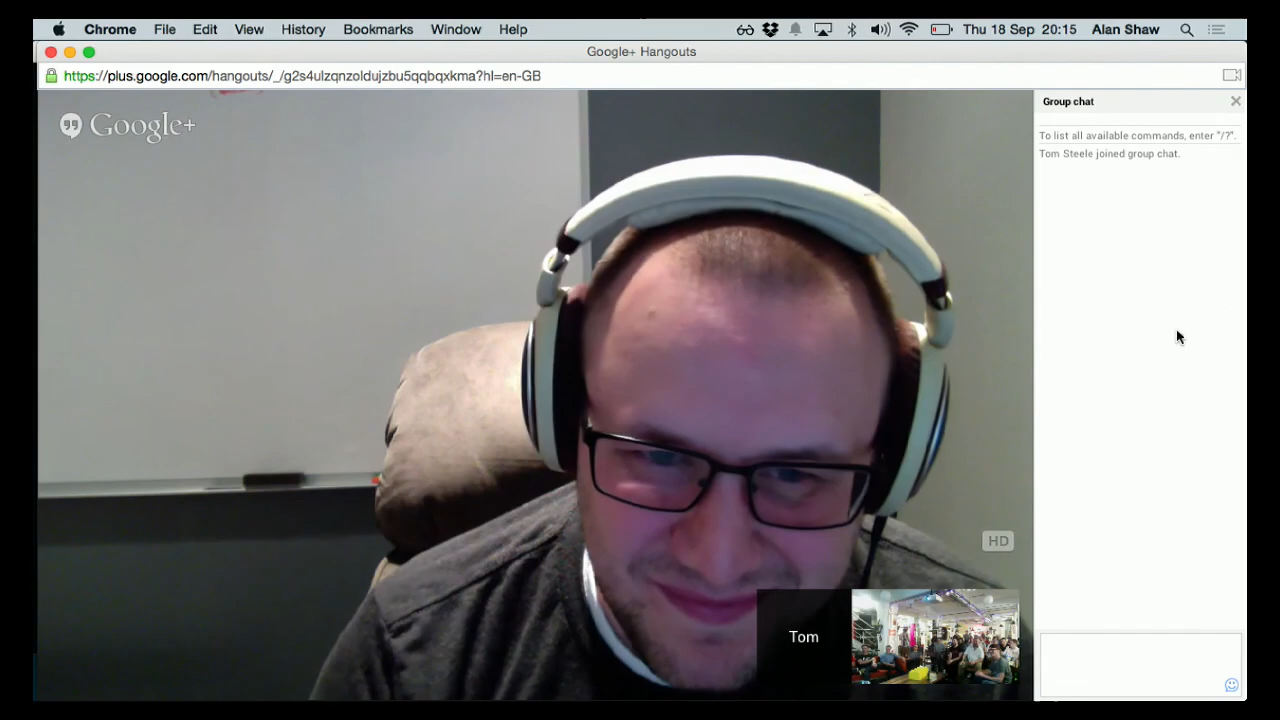 Chrome File Edit View History Bookmarks Window Help Thu 18 Sep 20:15 Alan Shaw
Google+ Hangouts
https://plus.google.com/hangouts/_/g2s4ulzqnzoldujzbu5qqbqxkma?hl=en-GB
Google+
Group chat
To list all available commands, enter "/?".
Tom Steele joined group chat.
HD
Tom